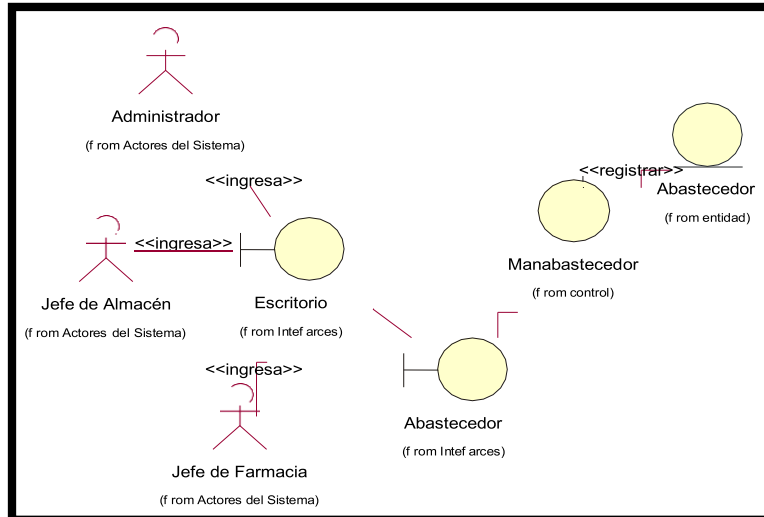 Administrador
(f rom Actores del Sistema)
<<ingresa>>
<<registrar>>
Abastecedor
(f rom entidad)
<<ingresa>>
Manabastecedor
(f rom control)
Jefe de Almacén
(f rom Actores del Sistema)
Escritorio
(f rom Intef arces)
<<ingresa>>
Abastecedor
(f rom Intef arces)
Jefe de Farmacia
(f rom Actores del Sistema)